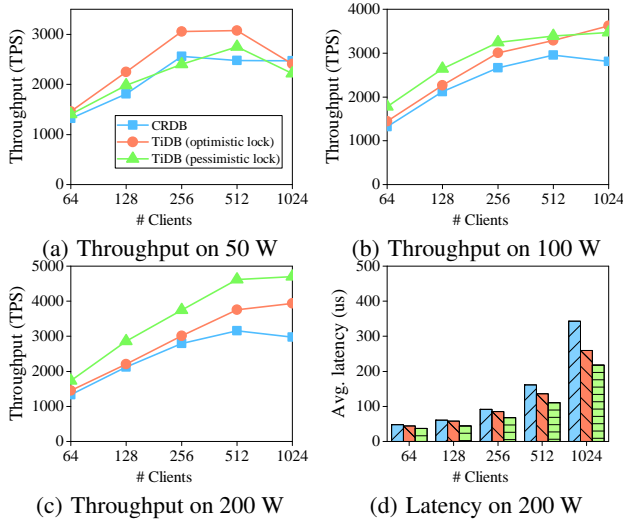 Throughput (TPS)
3000
2000
1000
0
CRDB
TiDB (optimistic lock)
TiDB (pessimistic lock)
64 128 256 512 1024
# Clients
(a) Throughput on 50 W
Throughput (TPS)
4000
3000
2000
1000
0
64 128 256 512 1024
# Clients
(b) Throughput on 100 W
Throughput (TPS)
5000
4000
3000
2000
1000
0
64 128 256 512 1024
# Clients
(c) Throughput on 200 W
Avg. latency (us)
500
400
300
200
100
0
64 128 256 512 1024
# Clients
(d) Latency on 200 W